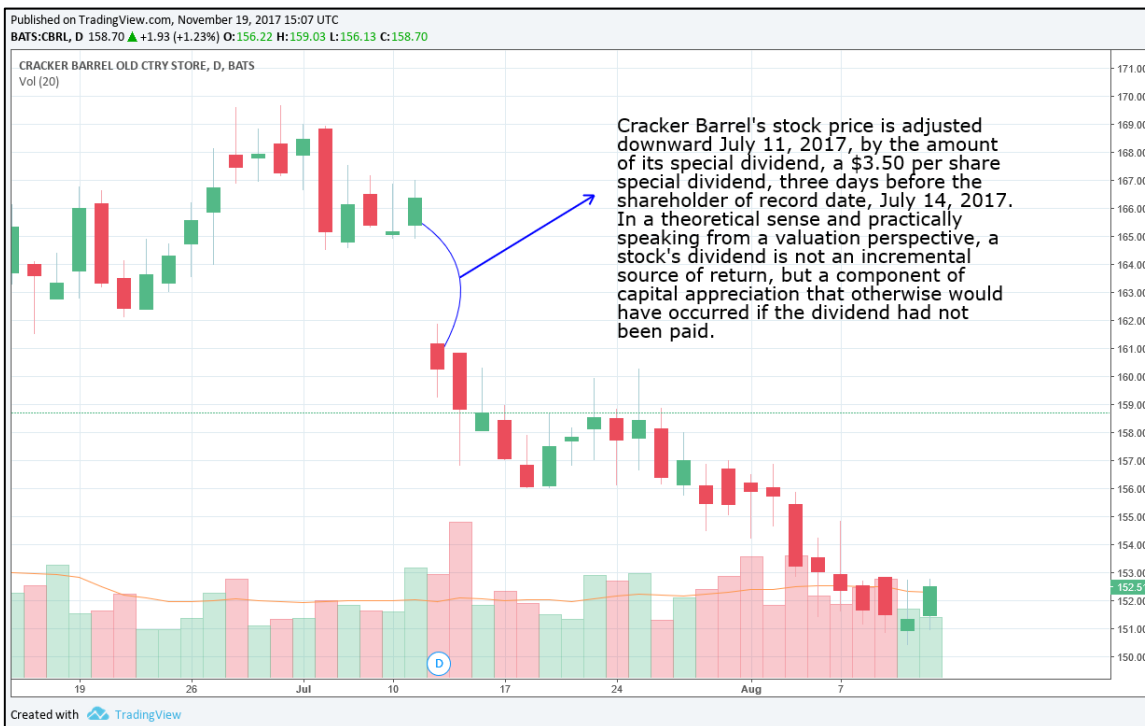 Published on TradingView.com, November 19, 2017 15:07 UTC
BATS:CBRL, D 158.70 ▲ +1.93 (+1.23%) O:156.22 H:159.03 L:156.13 C:158.70
CRACKER BARREL OLD CTRY STORE, D, BATS
Vol (20)
Cracker Barrel's stock price is adjusted
downward July 11, 2017, by the amount
of its special dividend, a $3.50 per share
special dividend, three days before the
shareholder of record date, July 14, 2017.
In a theoretical sense and practically
speaking from a valuation perspective, a
stock's dividend is not an incremental
source of return, but a component of
capital appreciation that otherwise would
have occurred if the dividend had not
been paid.
171.00
170.00
169.00
168.00
167.00
166.00
165.00
164.00
163.00
162.00
161.00
160.00
159.00
158.00
157.00
156.00
155.00
154.00
153.00
152.51
152.00
151.00
150.00
D
19 26 Jul 10 17 24 Aug 7
Created with TradingView